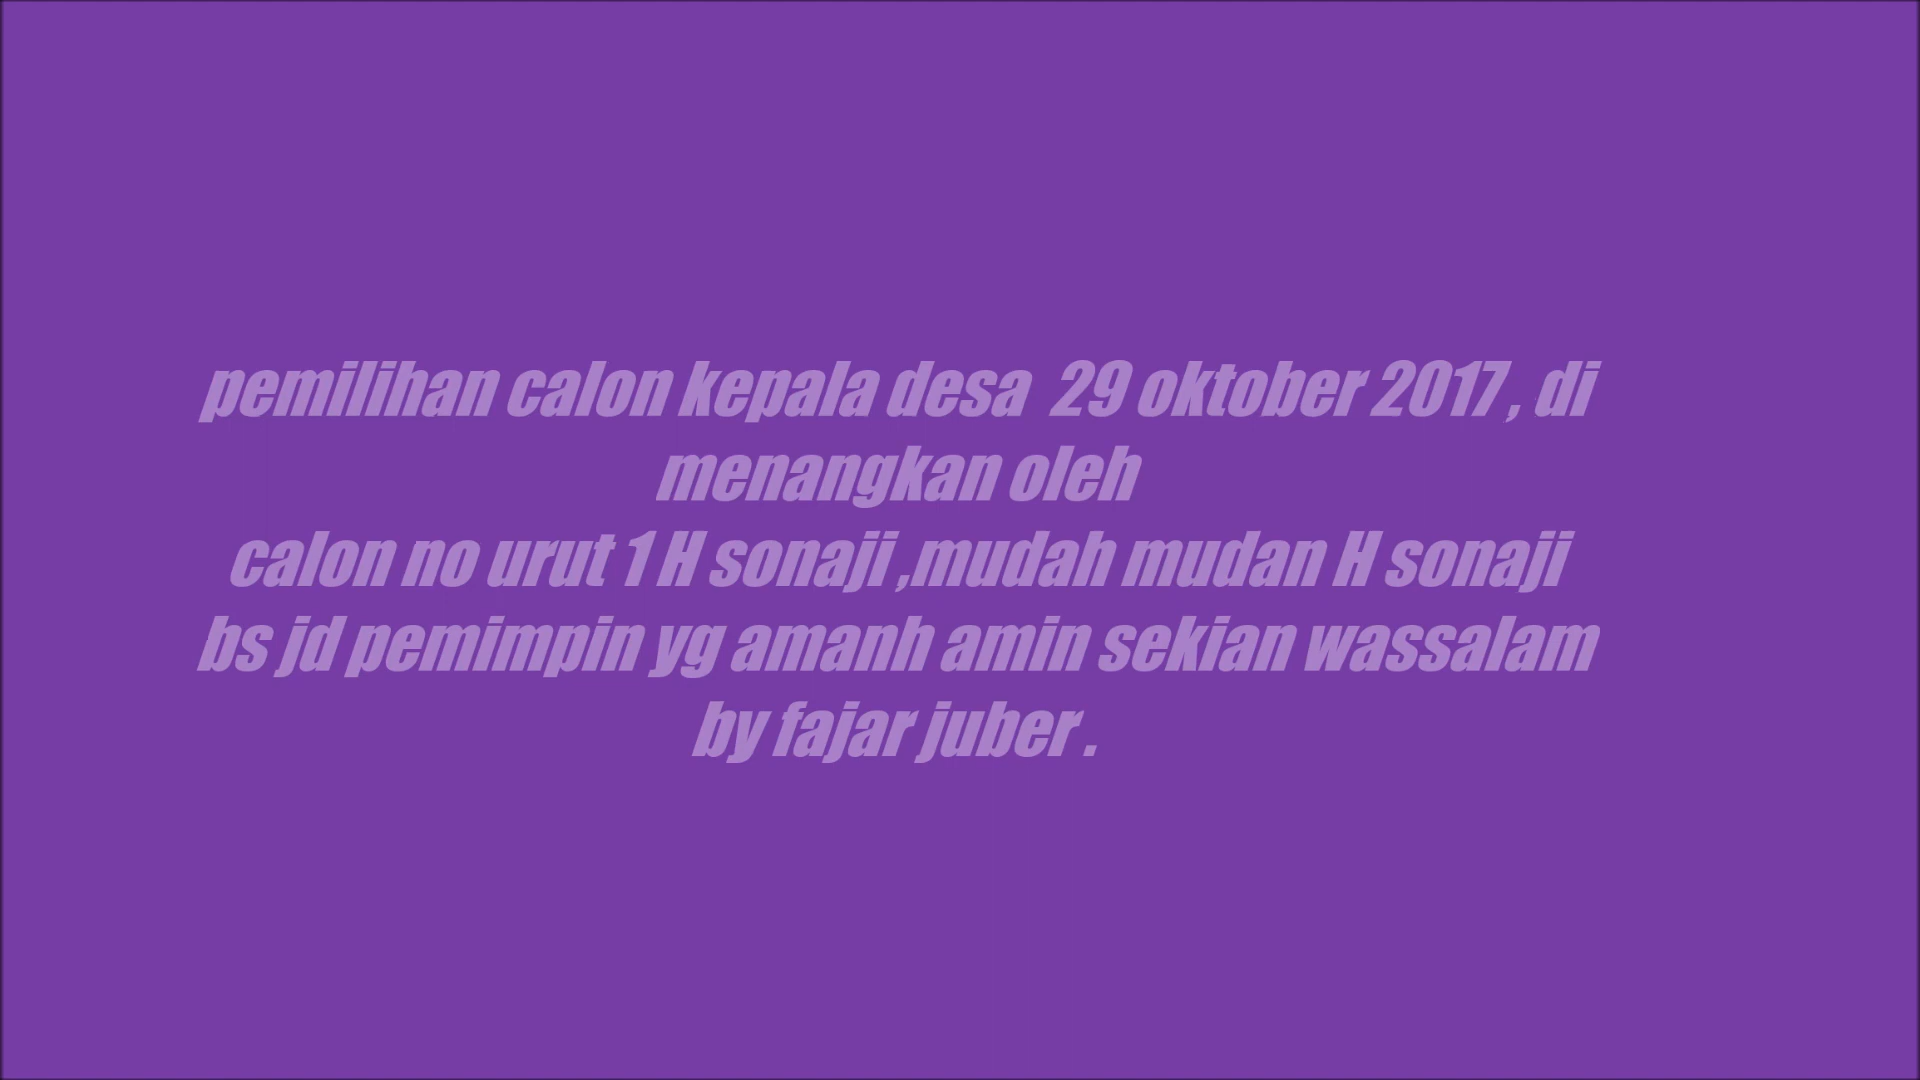 pemilihan calon kepala desa  29 oktober 2017 , di
menangkan oleh
calon no urut 1 H sonaji ,mudah mudan H sonaji
bs jd pemimpin yg amanh amin sekian wassalam
by fajar juber .